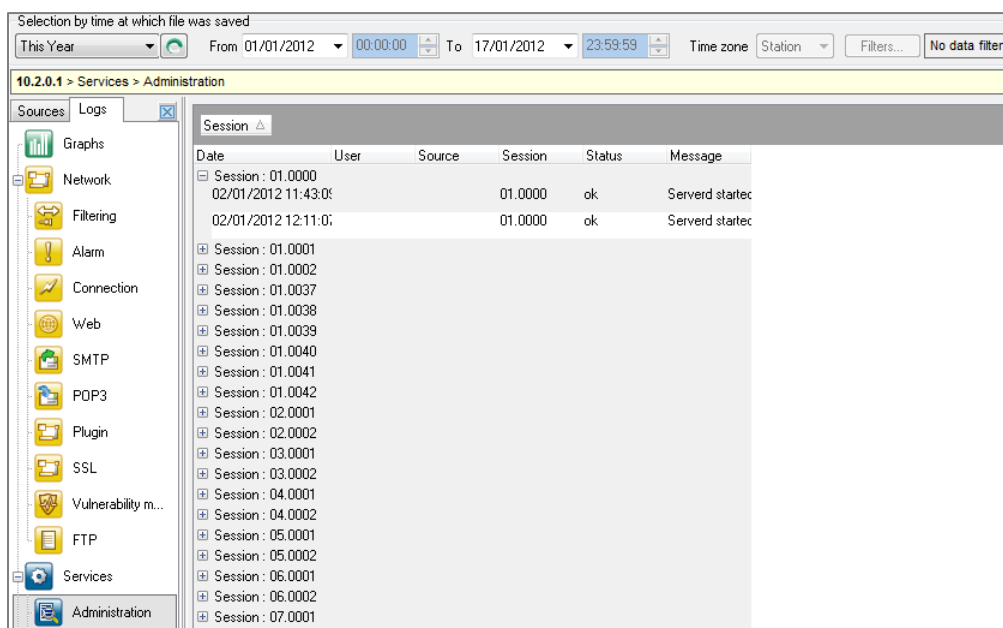 Selection by time at which file was saved
This Year From 01/01/2012 00:00:00 To 17/01/2012 23:59:59 Time zone Station Filters... No data filter
10.2.0.1 > Services > Administration
Sources Logs
Session
Graphs
Date User Source Session Status Message
Network
Session : 01.0000
02/01/2012 11:43:09 01.0000 ok Serverd started
Filtering
02/01/2012 12:11:07 01.0000 ok Serverd started
Alarm
Session : 01.0001
Session : 01.0002
Connection
Session : 01.0037
Session : 01.0038
Web
Session : 01.0039
Session : 01.0040
SMTP
Session : 01.0041
Session : 01.0042
POP3
Session : 02.0001
Session : 02.0002
Plugin
Session : 03.0001
Session : 03.0002
SSL
Session : 04.0001
Session : 04.0002
Vulnerability m...
Session : 05.0001
Session : 05.0002
FTP
Session : 06.0001
Services
Session : 06.0002
Administration
Session : 07.0001